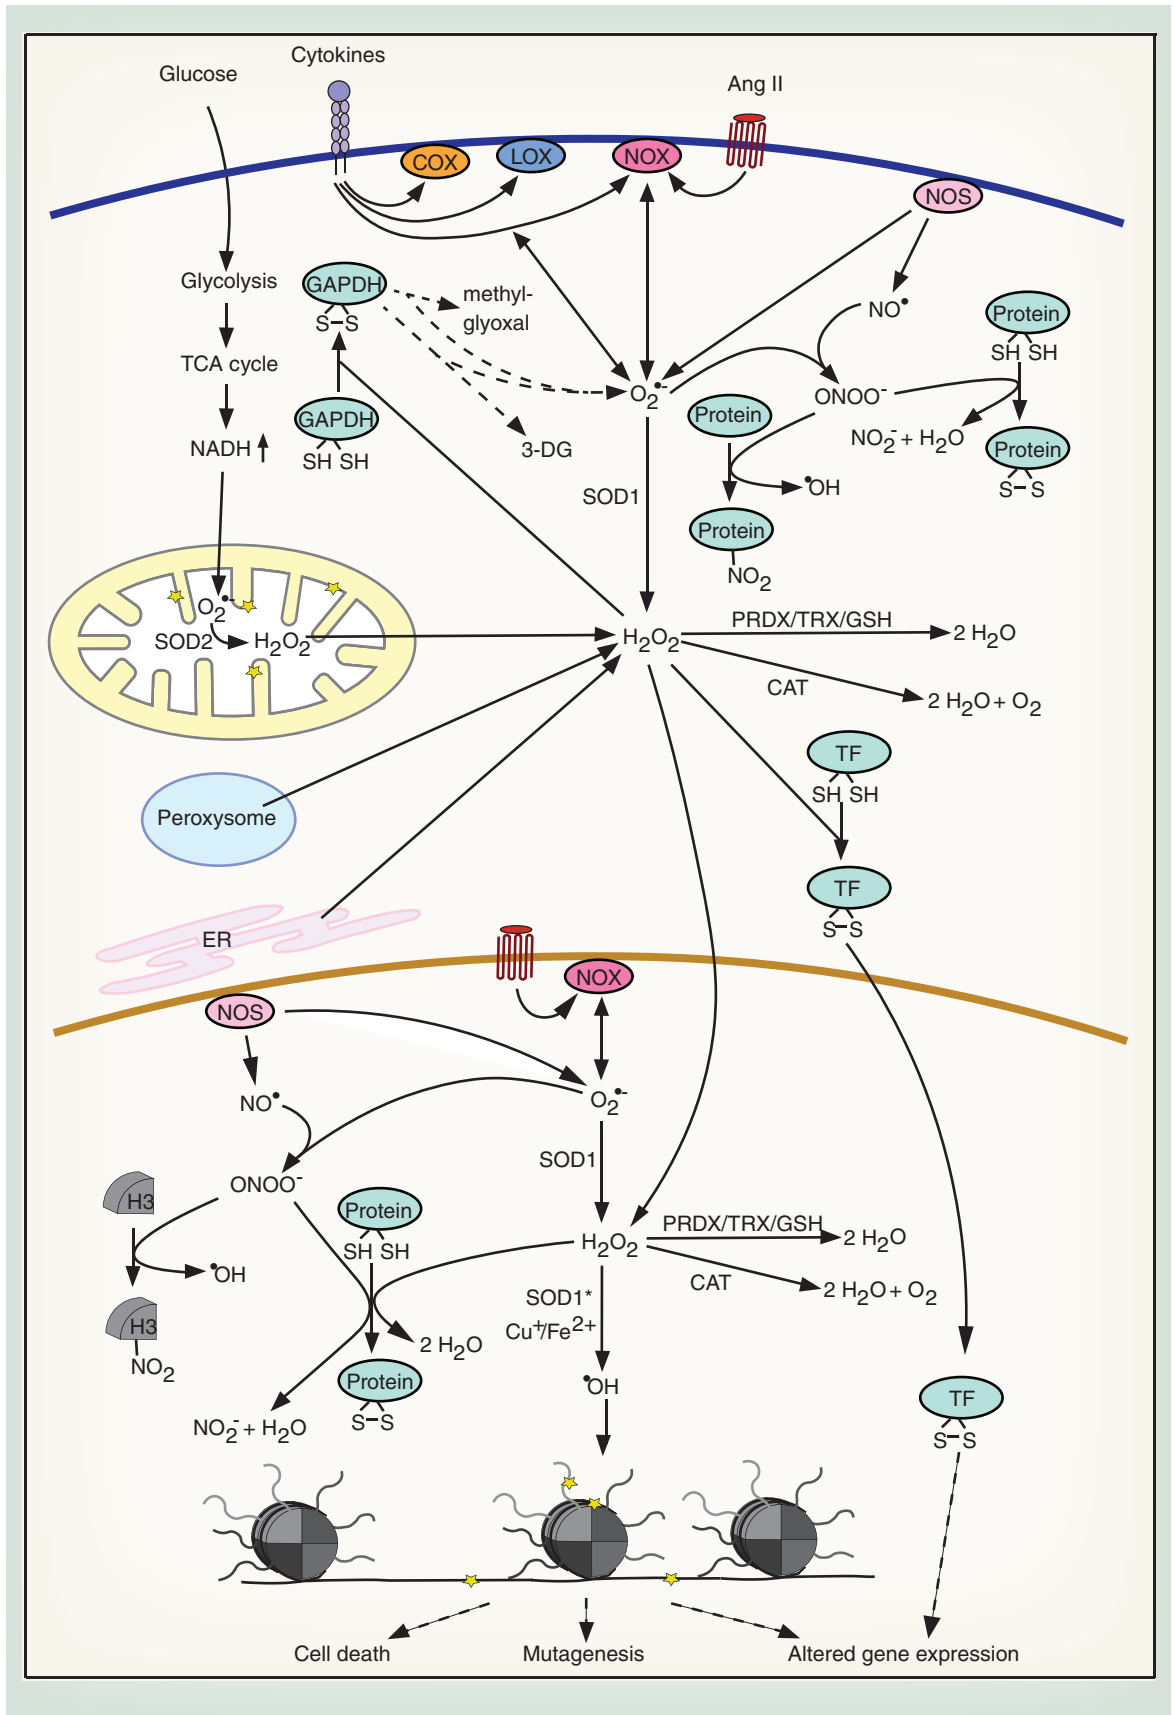 Cytokines
Glucose
Ang II
COX
LOX
NOX
NOS
Glycolysis
GAPDH
S–S
methyl-
glyoxal
NO•
Protein
SH SH
TCA cycle
O2•-
ONOO-
GAPDH
SH SH
Protein
NADH
3-DG
NO2- + H2O
Protein
S–S
SOD1
•OH
Protein
NO2
O2•-
SOD2
H2O2
H2O2
PRDX/TRX/GSH
2 H2O
CAT
2 H2O + O2
TF
SH SH
Peroxysome
TF
S–S
ER
NOX
NOS
NO•
O2•-
SOD1
ONOO-
H3
Protein
SH SH
PRDX/TRX/GSH
H2O2
2 H2O
•OH
CAT
2 H2O + O2
SOD1*
Cu+/Fe2+
H3
NO2
2 H2O
Protein
S–S
•OH
TF
S–S
NO2- + H2O
Cell death
Mutagenesis
Altered gene expression